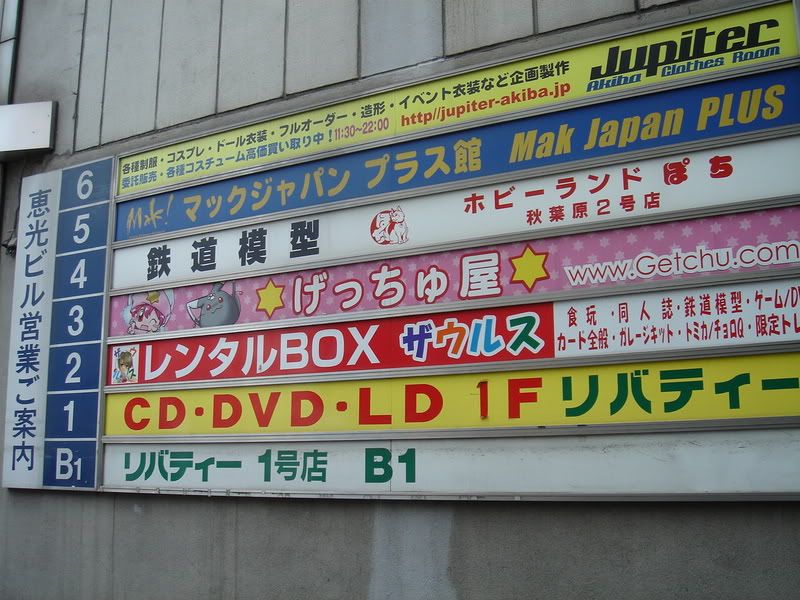 恵光ビル営業ご案内
6
各種制服・コスプレ・ドール衣装・フルオーダー・造形・イベント衣装など企画製作
委託販売・各種コスチューム高価買い取り中！11:30〜22:00
http//jupiter-akiba.jp
Jupiter
Akiba Clothes Room
5
Mak! マックジャパン プラス館 Mak Japan PLUS
4
鉄道模型
ホビーランド ぽち
秋葉原2号店
3
げっちゅ屋 www.Getchu.com
2
レンタルBOX ザウルス
食玩・同人誌・鉄道模型・ゲーム/D
カード全般・ガレージキット・トミカ/チョロQ・限定トレ
1
CD・DVD・LD 1F リバティー
B1
リバティー 1号店 B1